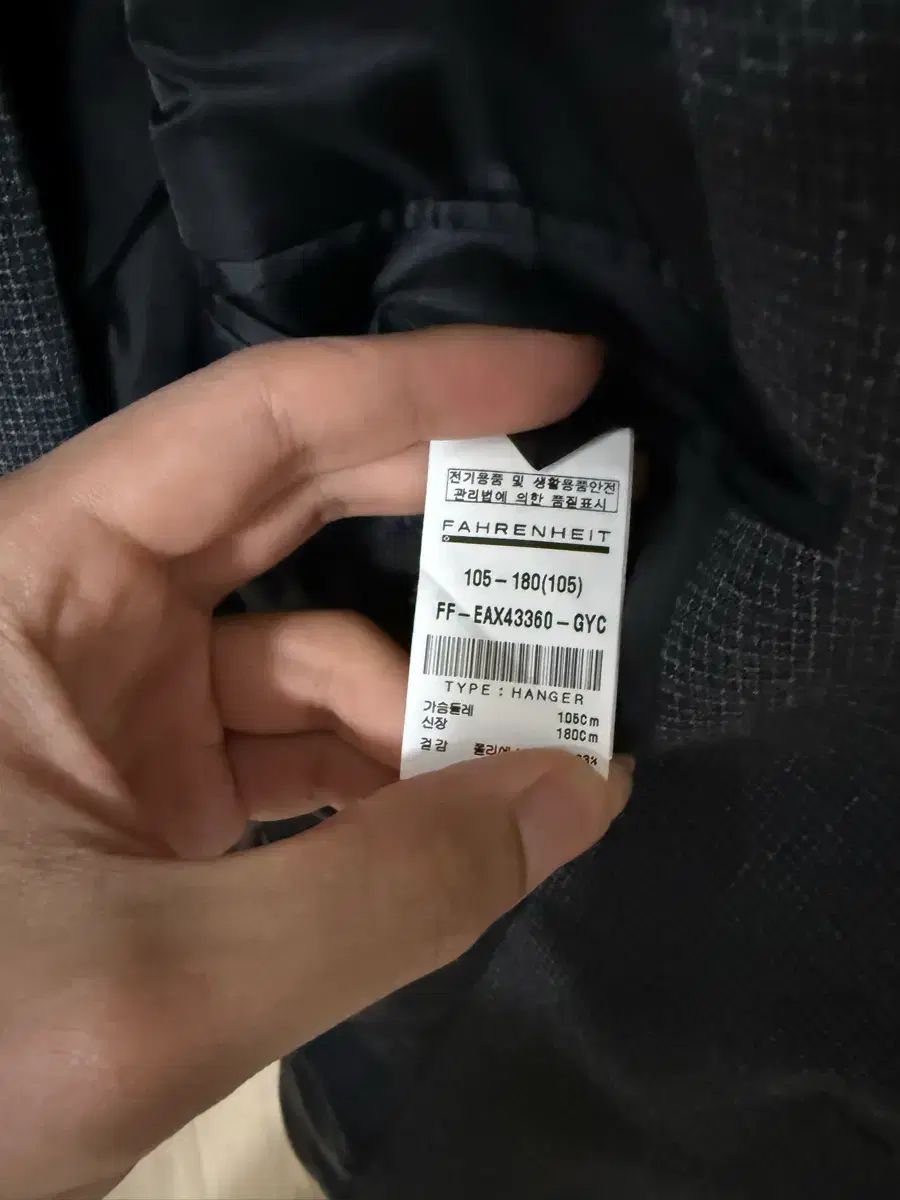 전기용품 및 생활용품안전
관리법에 의한 품질표시
FAHRENHEIT
105-180(105)
FF-EAX43360-GYC
TYPE : HANGER
가슴둘레 105Cm
신장 180Cm
겉감